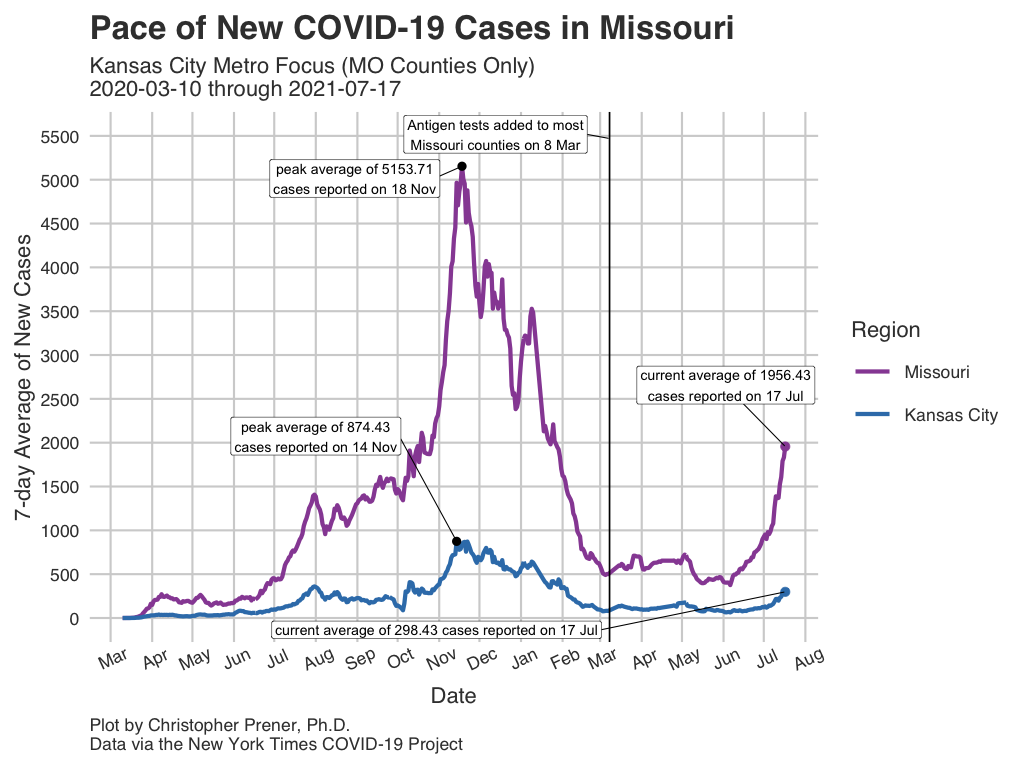 Pace of New COVID-19 Cases in Missouri
Kansas City Metro Focus (MO Counties Only)
2020-03-10 through 2021-07-17
Antigen tests added to most
Missouri counties on 8 Mar
peak average of 5153.71
cases reported on 18 Nov
current average of 1956.43
cases reported on 17 Jul
peak average of 874.43
cases reported on 14 Nov
current average of 298.43 cases reported on 17 Jul
7-day Average of New Cases
5500
5000
4500
4000
3500
3000
2500
2000
1500
1000
500
0
Mar Apr May Jun Jul Aug Sep Oct Nov Dec Jan Feb Mar Apr May Jun Jul Aug
Date
Region
Missouri
Kansas City
Plot by Christopher Prener, Ph.D.
Data via the New York Times COVID-19 Project